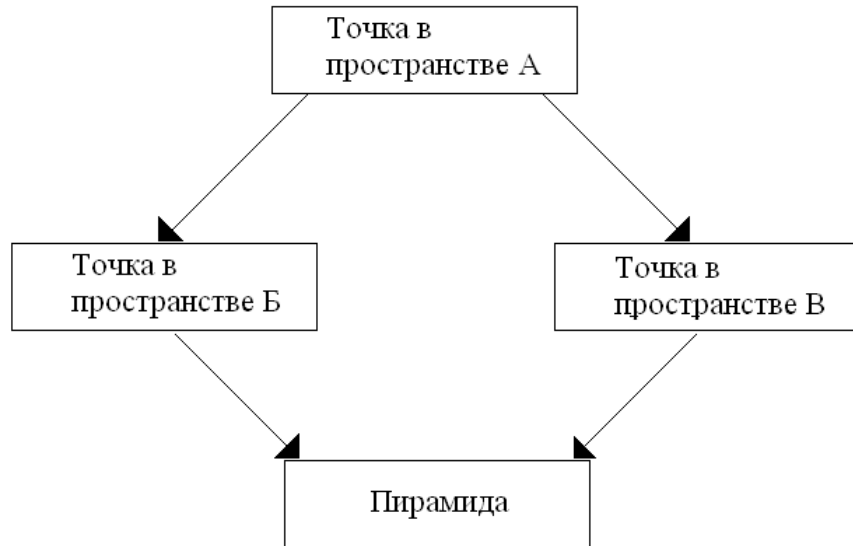 Точка в
пространстве А
Точка в
пространстве Б
Точка в
пространстве В
Пирамида